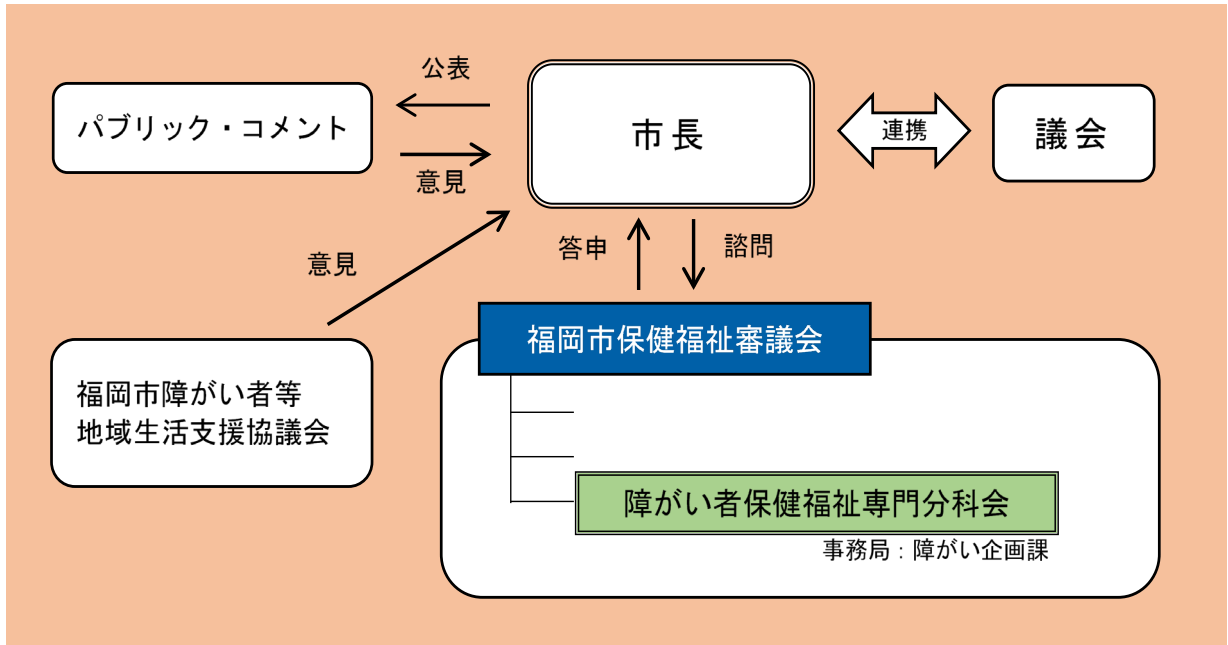 公表
パブリック・コメント
市長
連携
議会
意見
答申
諮問
意見
福岡市保健福祉審議会
福岡市障がい者等
地域生活支援協議会
障がい者保健福祉専門分科会
事務局：障がい企画課